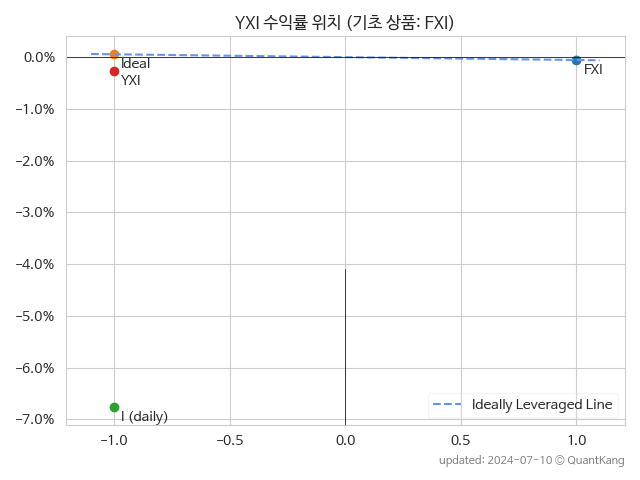 YXI 수익률 위치 (기초 상품: FXI)
0.0%
−1.0%
−2.0%
−3.0%
−4.0%
−5.0%
−6.0%
−7.0%
Ideal
YXI
FXI
I (daily)
Ideally Leveraged Line
−1.0
−0.5
0.0
0.5
1.0
updated: 2024-07-10 © QuantKang